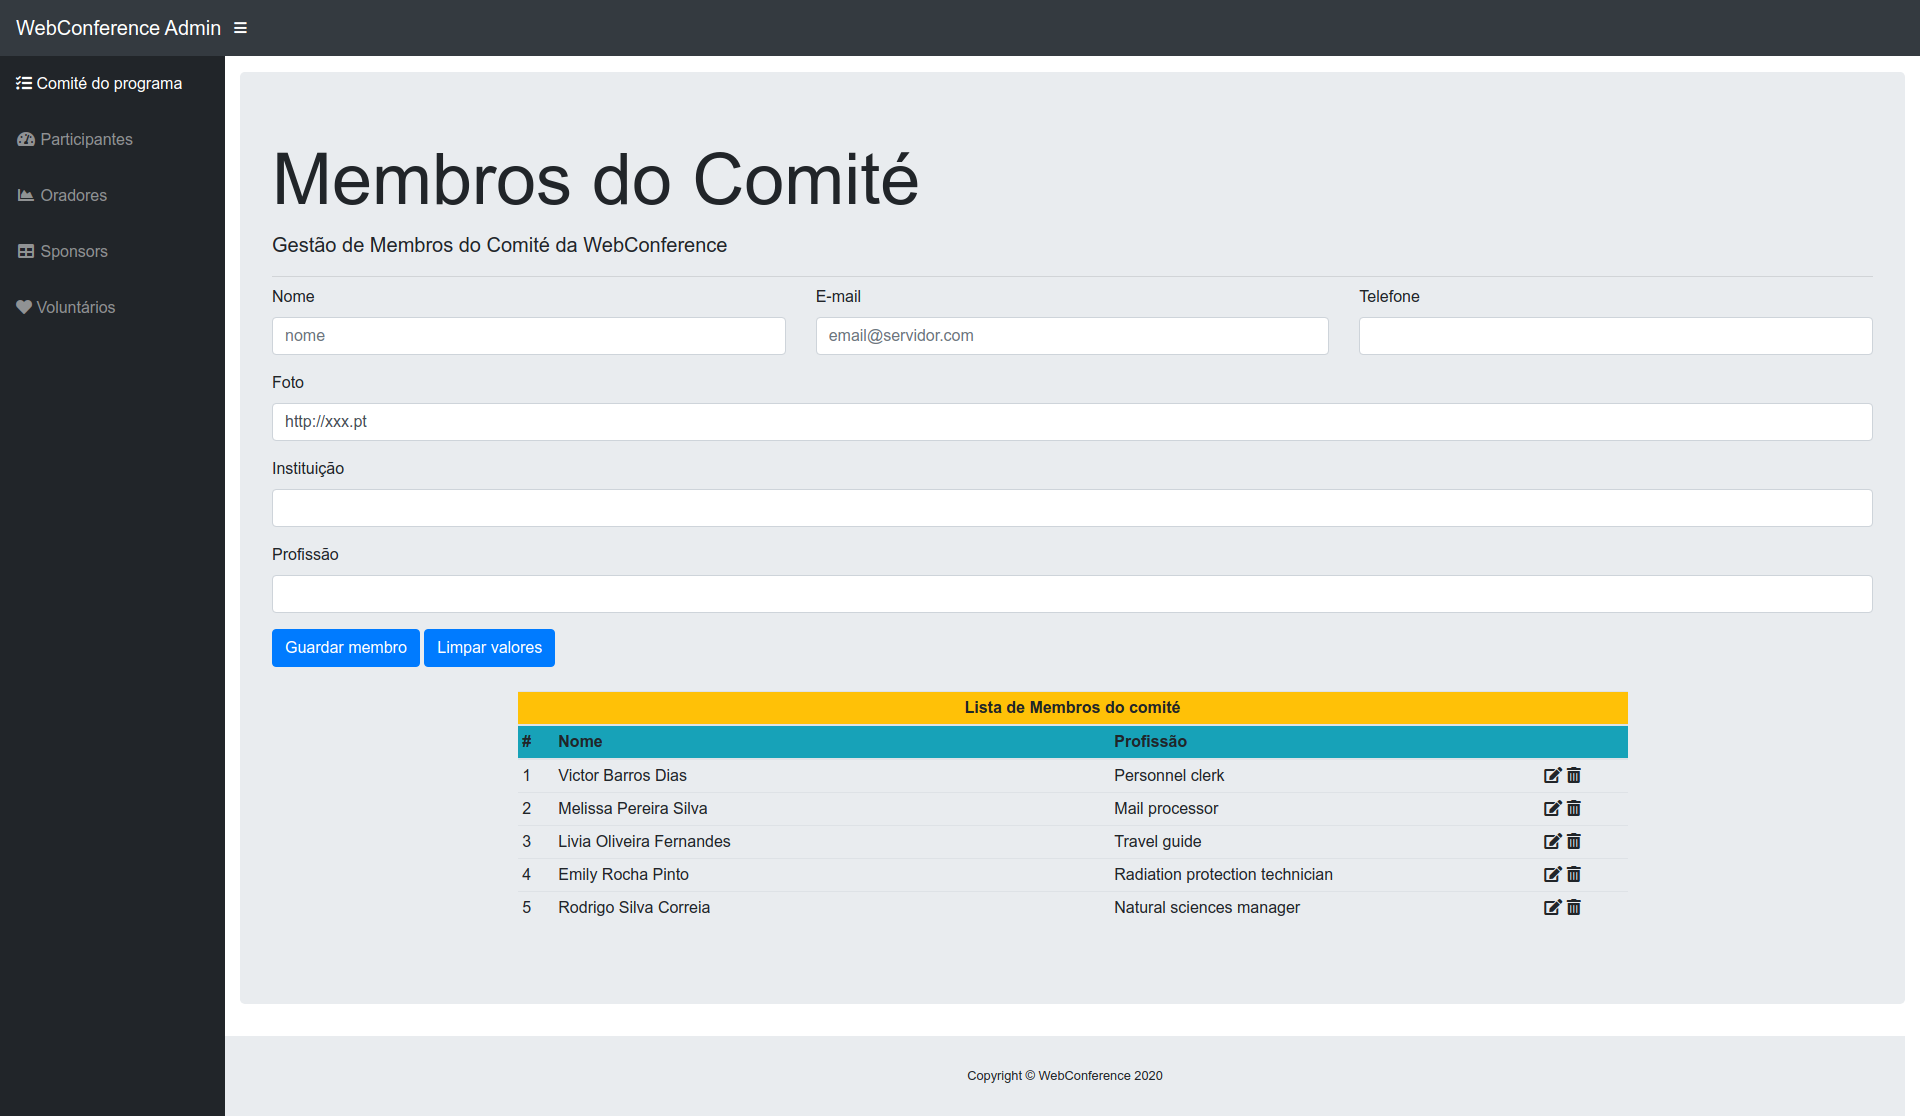 WebConference Admin
Comité do programa
Participantes
Oradores
Sponsors
Voluntários
Membros do Comité
Gestão de Membros do Comité da WebConference
Nome E-mail Telefone
nome email@servidor.com
Foto
http://xxx.pt
Instituição
Profissão
Guardar membro Limpar valores
Lista de Membros do comité
# Nome Profissão
1 Victor Barros Dias Personnel clerk
2 Melissa Pereira Silva Mail processor
3 Livia Oliveira Fernandes Travel guide
4 Emily Rocha Pinto Radiation protection technician
5 Rodrigo Silva Correia Natural sciences manager
Copyright © WebConference 2020